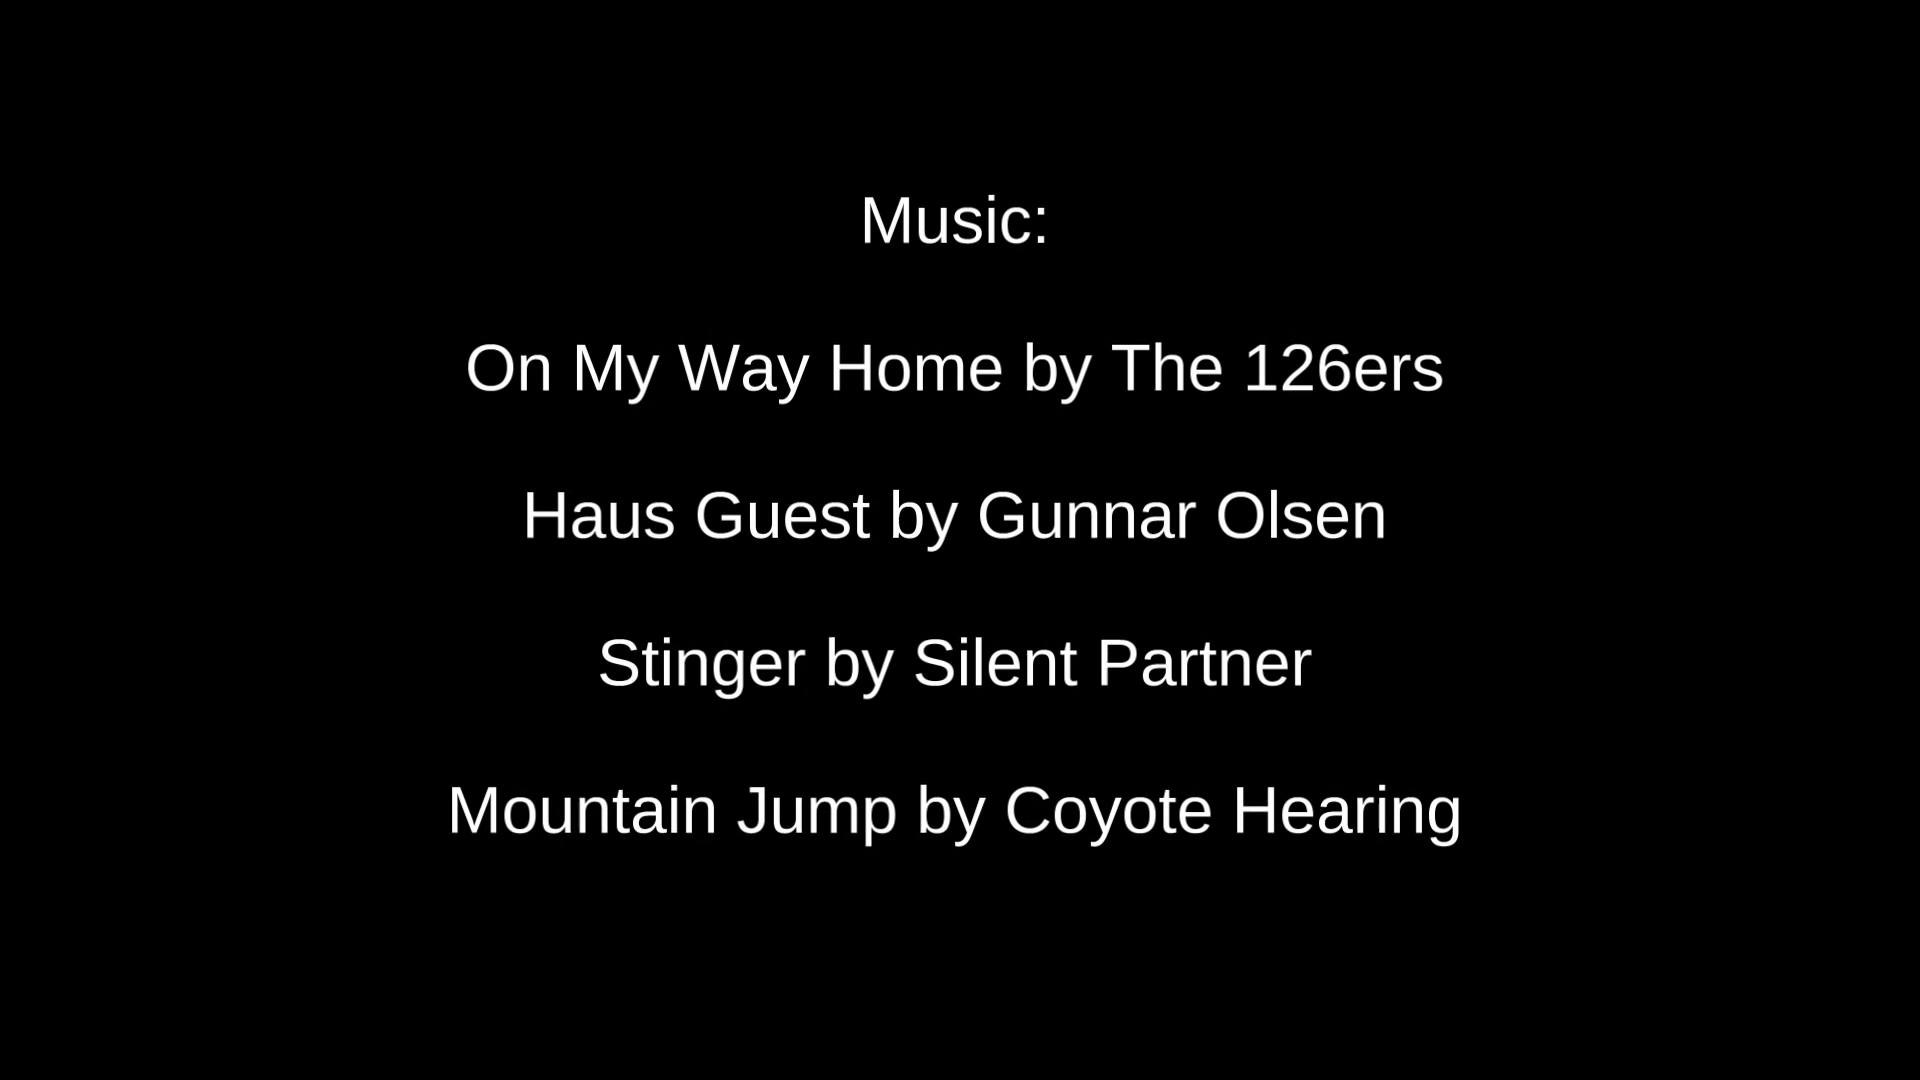 Music:
On My Way Home by The 126ers
Haus Guest by Gunnar Olsen
Stinger by Silent Partner
Mountain Jump by Coyote Hearing